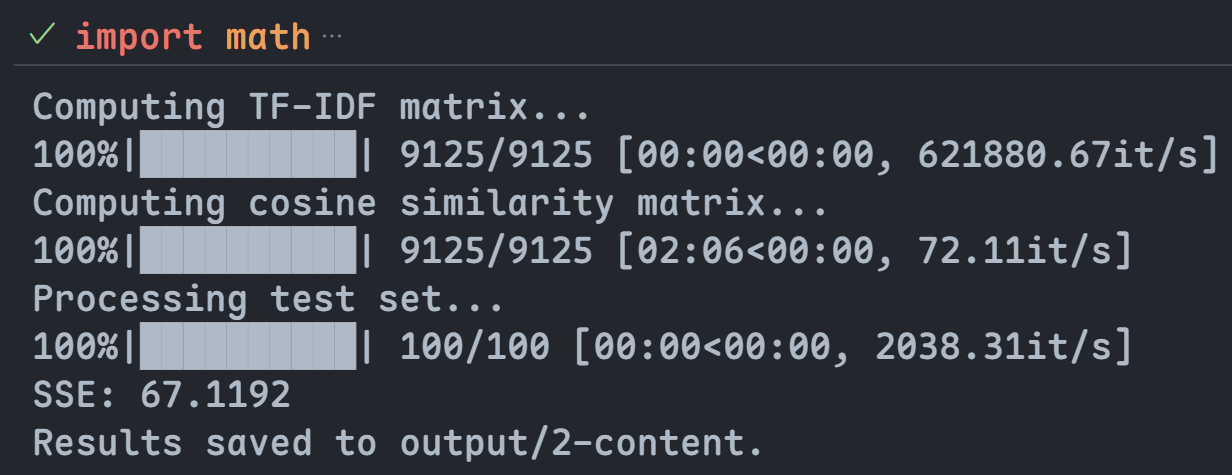 ✓ import math ...
Computing TF-IDF matrix...
100%|██████████| 9125/9125 [00:00<00:00, 621880.67it/s]
Computing cosine similarity matrix...
100%|██████████| 9125/9125 [02:06<00:00, 72.11it/s]
Processing test set...
100%|██████████| 100/100 [00:00<00:00, 2038.31it/s]
SSE: 67.1192
Results saved to output/2-content.